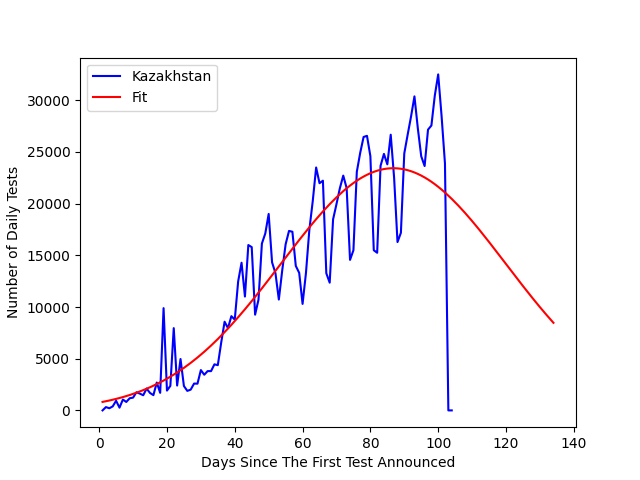 Kazakhstan
Fit
30000
25000
20000
15000
10000
5000
0
Number of Daily Tests
0 20 40 60 80 100 120 140
Days Since The First Test Announced